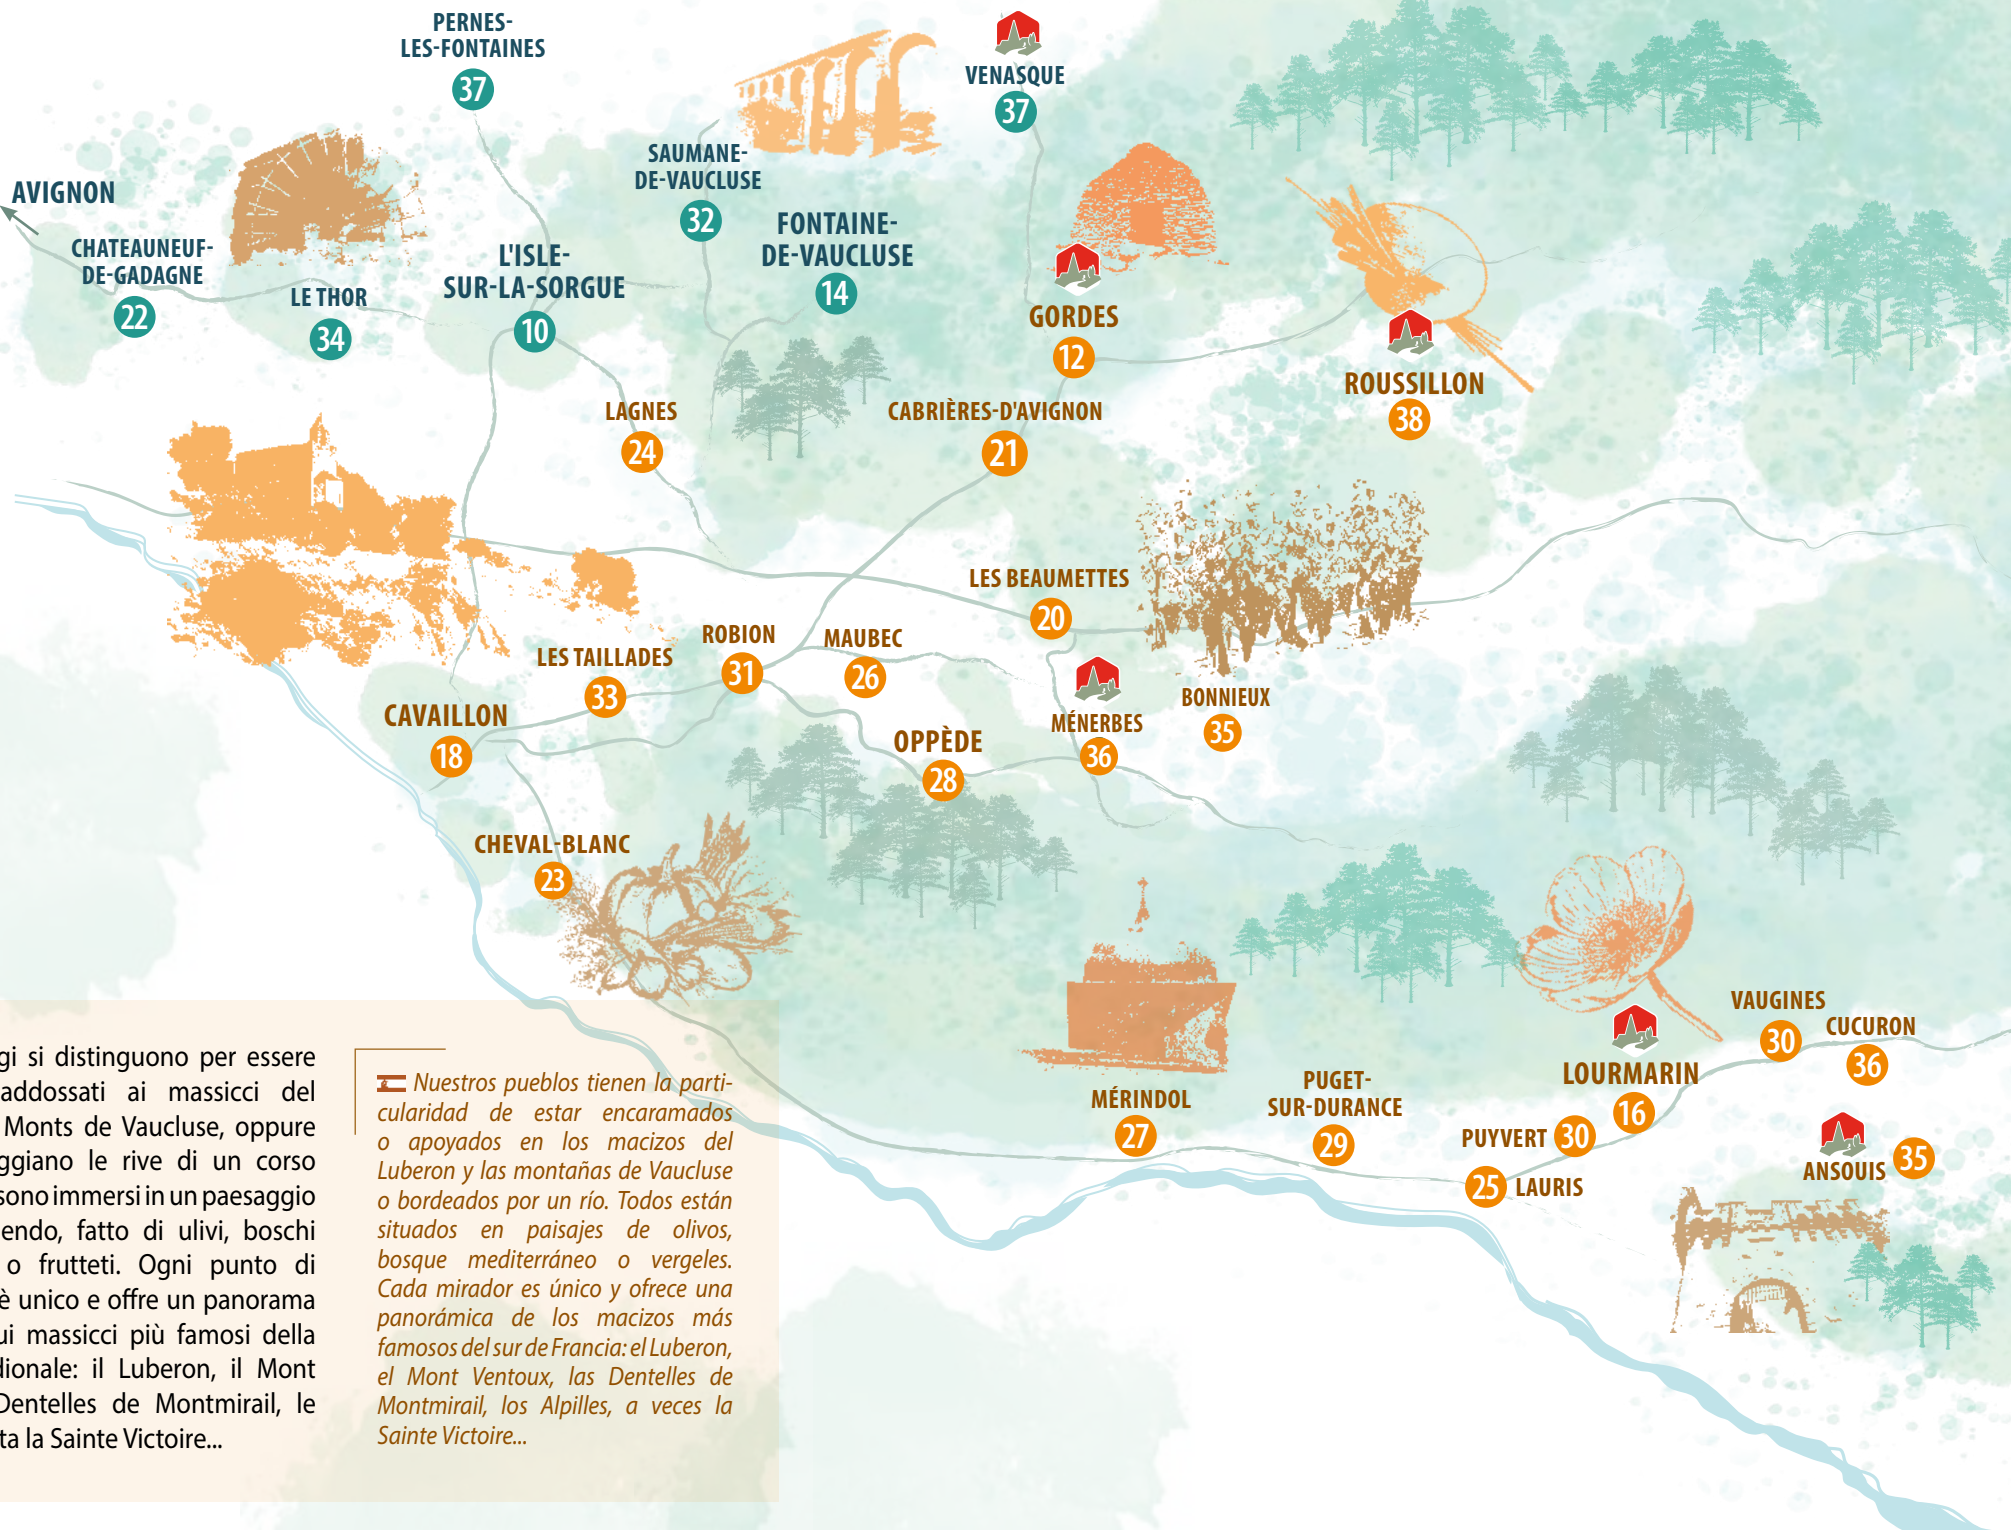 PERNES-
LES-FONTAINES
37
VENASQUE
37
SAUMANE-
DE-VAUCLUSE
32
AVIGNON
CHATEAUNEUF-
DE-GADAGNE
22
LE THOR
34
L'ISLE-
SUR-LA-SORGUE
10
FONTAINE-
DE-VAUCLUSE
14
GORDES
12
ROUSSILLON
38
LAGNES
24
CABRIÈRES-D'AVIGNON
21
LES BEAUMETTES
20
ROBION
31
MAUBEC
26
LES TAILLADES
33
CAVAILLON
18
OPPÈDE
28
MÉNERBES
36
BONNIEUX
35
CHEVAL-BLANC
23
VAUGINES
30
CUCURON
36
LOURMARIN
16
MÉRINDOL
27
PUGET-
SUR-DURANCE
29
PUYVERT 30
25 LAURIS
ANSOUIS 35
gi si distinguono per essere
addossati ai massicci del
Monts de Vaucluse, oppure
ggiano le rive di un corso
sono immersi in un paesaggio
endo, fatto di ulivi, boschi
o frutteti. Ogni punto di
è unico e offre un panorama
ui massicci più famosi della
dionale: il Luberon, il Mont
Dentelles de Montmirail, le
ta la Sainte Victoire...
Nuestros pueblos tienen la parti-
cularidad de estar encaramados
o apoyados en los macizos del
Luberon y las montañas de Vaucluse
o bordeados por un río. Todos están
situados en paisajes de olivos,
bosque mediterráneo o vergeles.
Cada mirador es único y ofrece una
panorámica de los macizos más
famosos del sur de Francia: el Luberon,
el Mont Ventoux, las Dentelles de
Montmirail, los Alpilles, a veces la
Sainte Victoire...